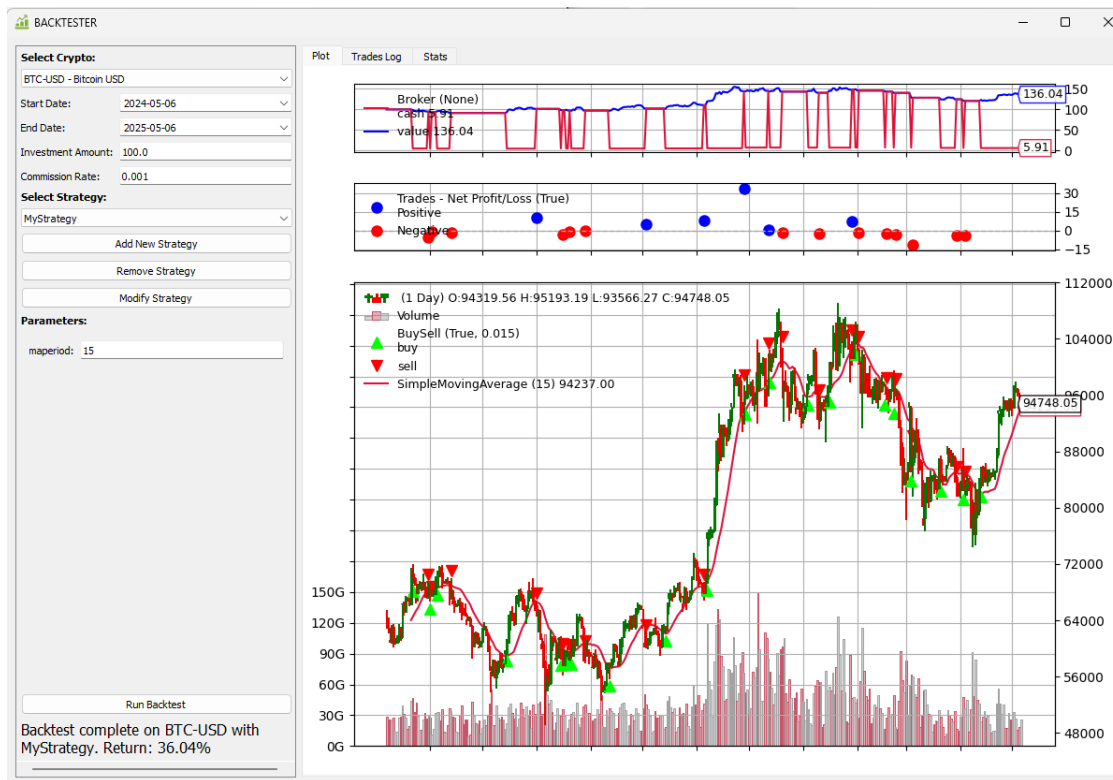 BACKTESTER
Select Crypto:
BTC-USD - Bitcoin USD
Start Date: 2024-05-06
End Date: 2025-05-06
Investment Amount: 100.0
Commission Rate: 0.001
Select Strategy:
MyStrategy
Add New Strategy
Remove Strategy
Modify Strategy
Parameters:
maperiod: 15
Run Backtest
Backtest complete on BTC-USD with
MyStrategy. Return: 36.04%
Plot Trades Log Stats
Broker (None)
cash 5.91
value 136.04
150
136.04
100
50
5.91
0
Trades - Net Profit/Loss (True)
Positive
Negative
30
15
0
−15
(1 Day) O:94319.56 H:95193.19 L:93566.27 C:94748.05
Volume
BuySell (True, 0.015)
buy
sell
SimpleMovingAverage (15) 94237.00
112000
104000
96000
94748.05
88000
80000
72000
64000
56000
48000
150G
120G
90G
60G
30G
0G